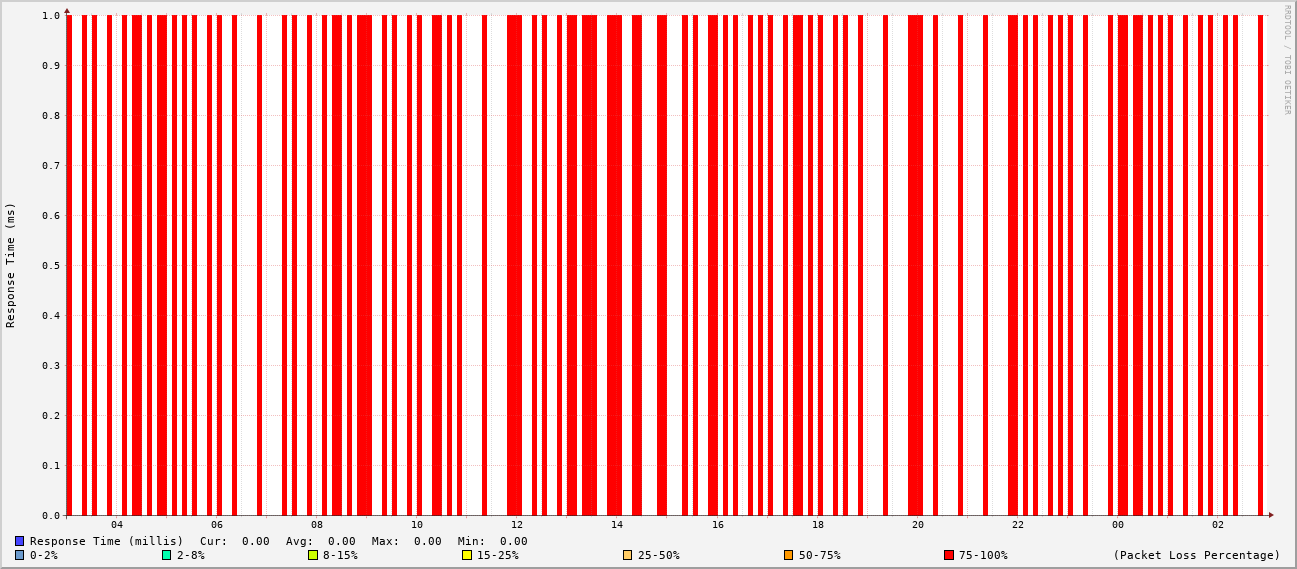 RRDTOOL / TOBI OETIKER
Response Time (ms)
1.0
0.9
0.8
0.7
0.6
0.5
0.4
0.3
0.2
0.1
0.0
04 06 08 10 12 14 16 18 20 22 00 02
Response Time (millis) Cur: 0.00 Avg: 0.00 Max: 0.00 Min: 0.00
0-2% 2-8% 8-15% 15-25% 25-50% 50-75% 75-100% (Packet Loss Percentage)